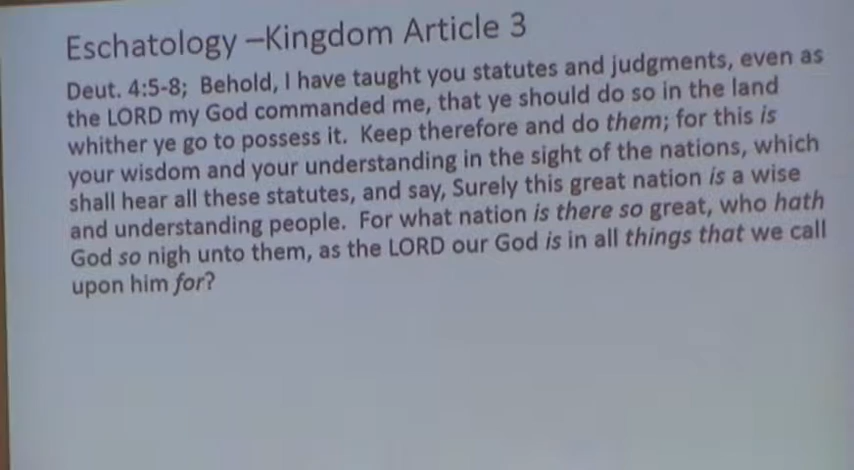 Eschatology –Kingdom Article 3
Deut. 4:5-8; Behold, I have taught you statutes and judgments, even as
the LORD my God commanded me, that ye should do so in the land
whither ye go to possess it. Keep therefore and do them; for this is
your wisdom and your understanding in the sight of the nations, which
shall hear all these statutes, and say, Surely this great nation is a wise
and understanding people. For what nation is there so great, who hath
God so nigh unto them, as the LORD our God is in all things that we call
upon him for?